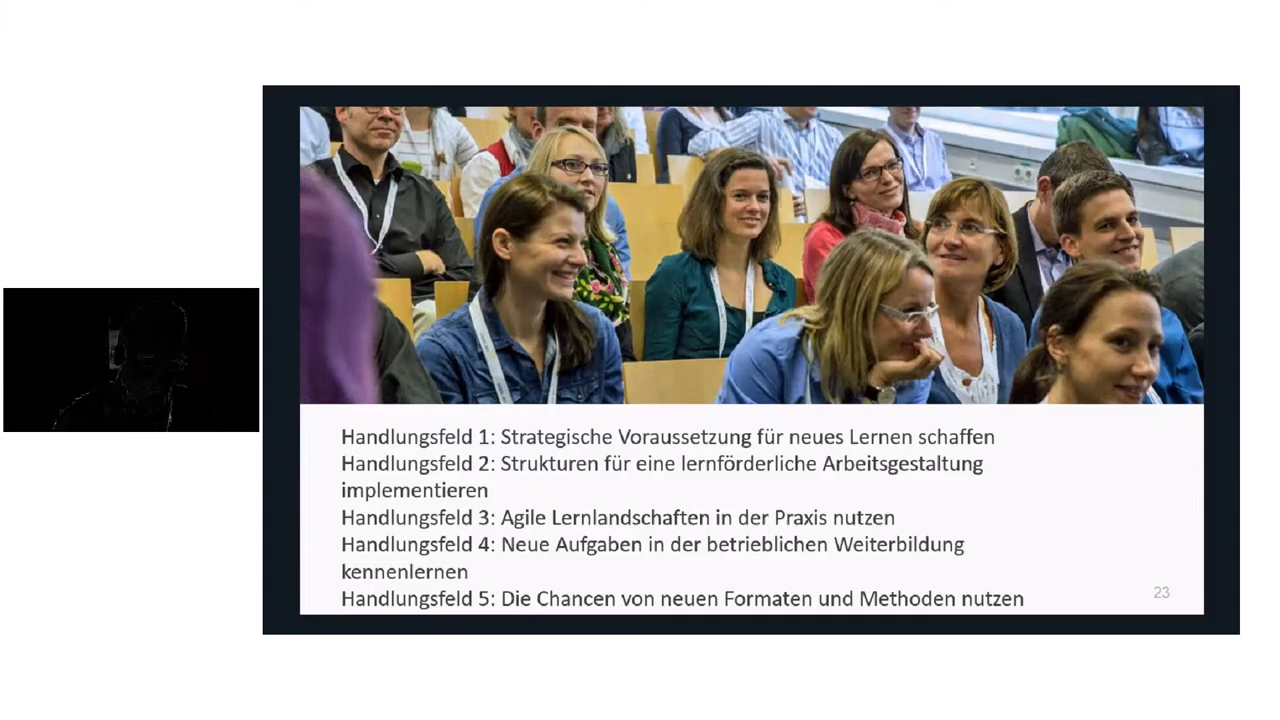 Handlungsfeld 1: Strategische Voraussetzung für neues Lernen schaffen
Handlungsfeld 2: Strukturen für eine lernförderliche Arbeitsgestaltung
implementieren
Handlungsfeld 3: Agile Lernlandschaften in der Praxis nutzen
Handlungsfeld 4: Neue Aufgaben in der betrieblichen Weiterbildung
kennenlernen
Handlungsfeld 5: Die Chancen von neuen Formaten und Methoden nutzen
23